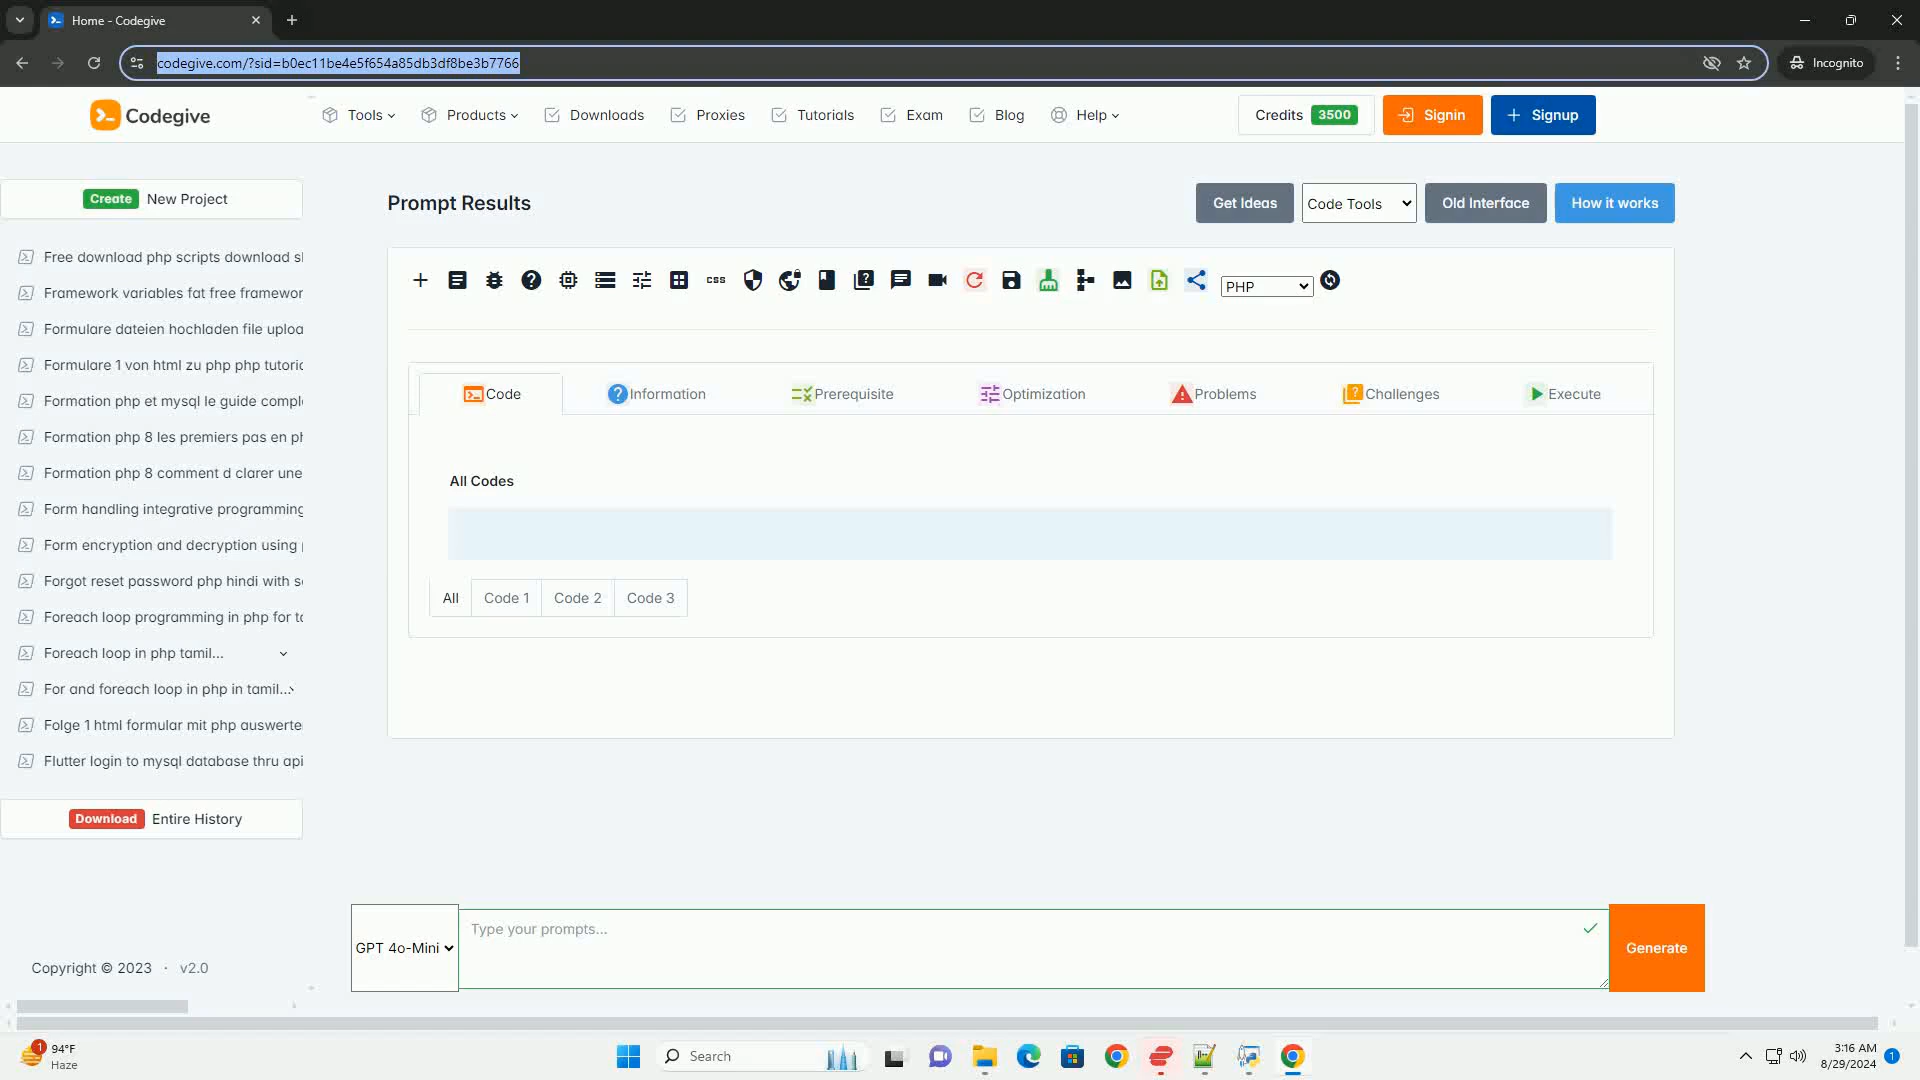 Home - Codegive
codegive.com/?sid=b0ec11be4e5f654a85db3df8be3b7766
Incognito
Codegive
Tools
Products
Downloads
Proxies
Tutorials
Exam
Blog
Help
Credits 3500
Signin
Signup
Create New Project
Free download php scripts download sl
Framework variables fat free framewor
Formulare dateien hochladen file uploa
Formulare 1 von html zu php php tutoric
Formation php et mysql le guide compl
Formation php 8 les premiers pas en ph
Formation php 8 comment d clarer une
Form handling integrative programming
Form encryption and decryption using
Forgot reset password php hindi with s
Foreach loop programming in php for ta
Foreach loop in php tamil...
For and foreach loop in php in tamil...
Folge 1 html formular mit php auswerte
Flutter login to mysql database thru api
Download Entire History
Copyright © 2023 · v2.0
Prompt Results
Get Ideas
Code Tools
Old Interface
How it works
css
PHP
Code
Information
Prerequisite
Optimization
Problems
Challenges
Execute
All Codes
All
Code 1
Code 2
Code 3
GPT 4o-Mini
Type your prompts...
Generate
1
94°F
Haze
Search
3:16 AM
8/29/2024
1